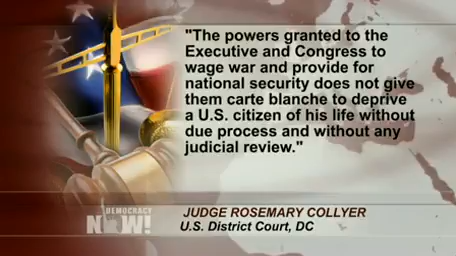 "The powers granted to the
Executive and Congress to
wage war and provide for
national security does not give
them carte blanche to deprive
a U.S. citizen of his life without
due process and without any
judicial review."
DEMOCRACY
NOW!
JUDGE ROSEMARY COLLYER
U.S. District Court, DC